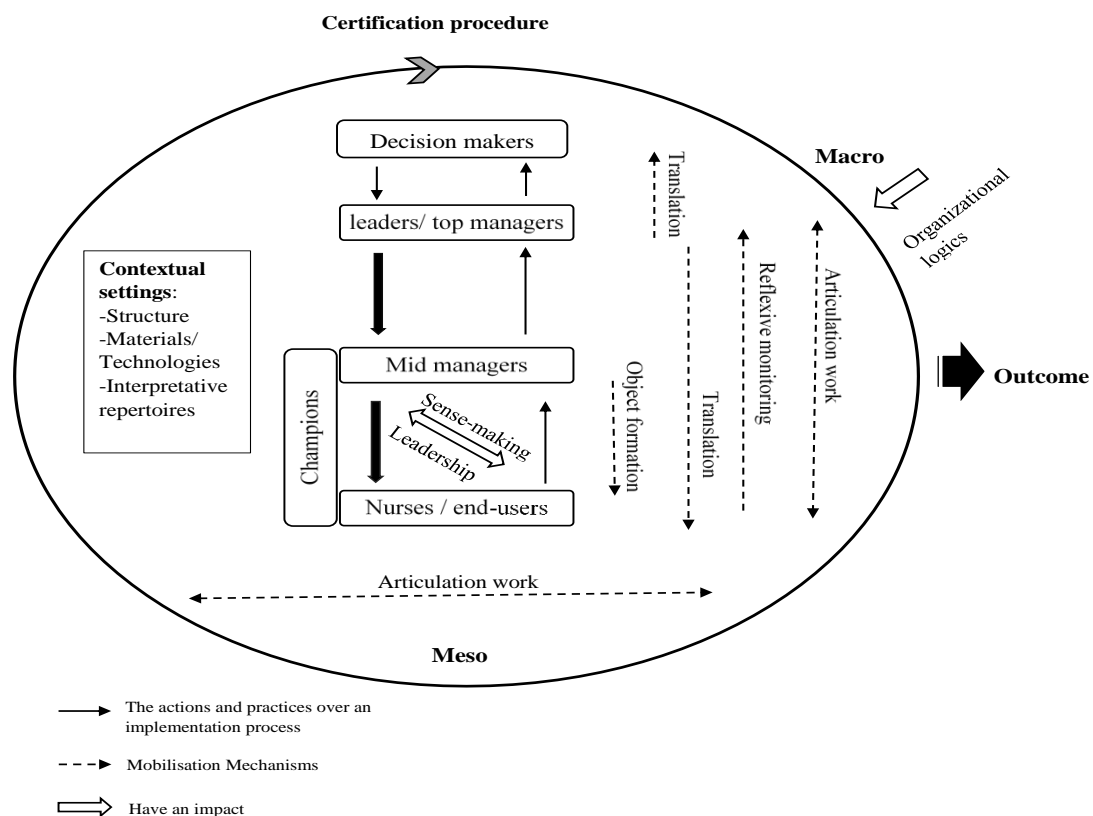 Certification procedure
Decision makers
leaders/ top managers
Mid managers
Nurses / end-users
Champions
Sense-making
Leadership
Contextual
settings:
-Structure
-Materials/
Technologies
-Interpretative
repertoires
Translation
Object formation
Translation
Reflexive monitoring
Articulation work
Macro
Organizational
logics
Outcome
Articulation work
Meso
The actions and practices over an
implementation process
Mobilisation Mechanisms
Have an impact